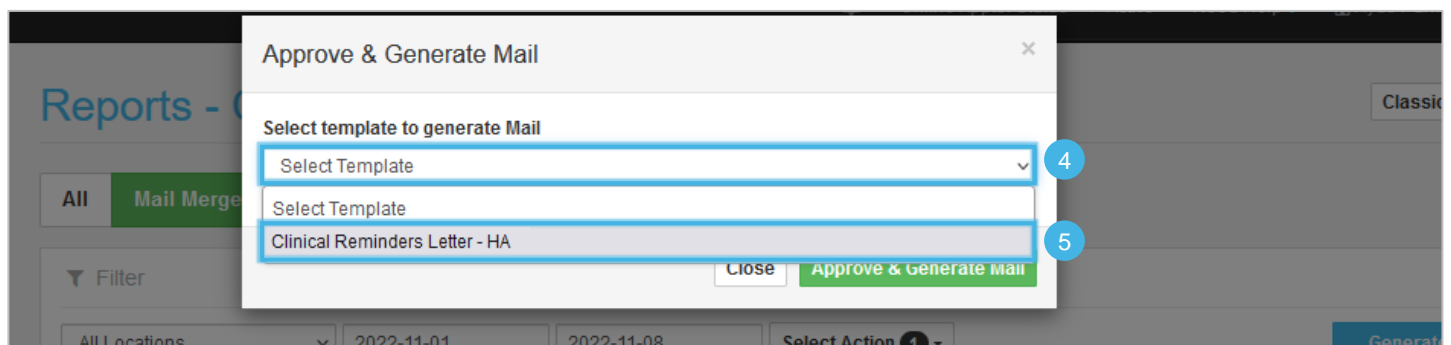 Approve & Generate Mail
×
Reports -
Classic
Select template to generate Mail
Select Template
4
All
Mail Merge
Select Template
Clinical Reminders Letter - HA
5
Filter
Close
Approve & Generate Mail
All Locations
2022-11-01
2022-11-08
Select Action 1
Generate